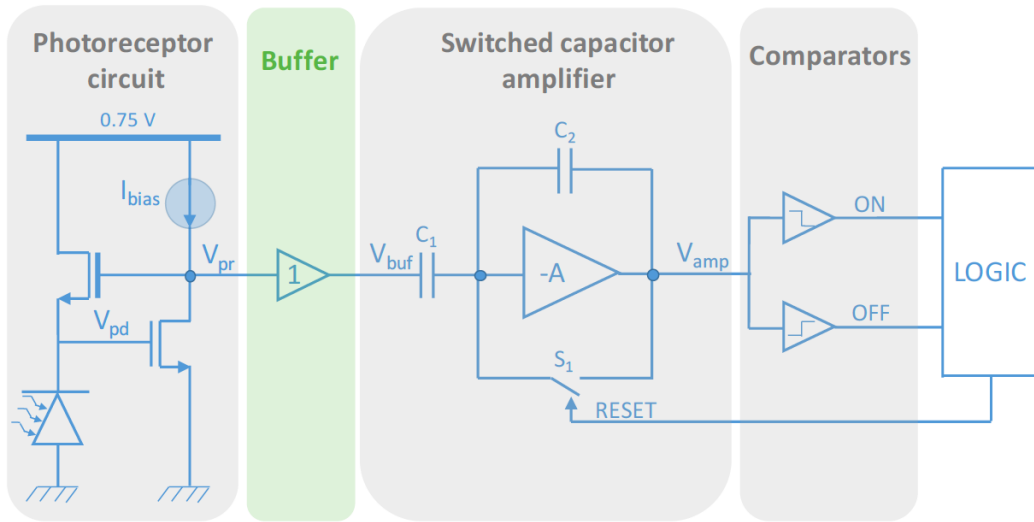 Photoreceptor
circuit
Buffer
Switched capacitor
amplifier
Comparators
0.75 V
I_bias
V_pr
V_pd
1
V_buf
C_1
C_2
-A
S_1
RESET
V_amp
ON
OFF
LOGIC